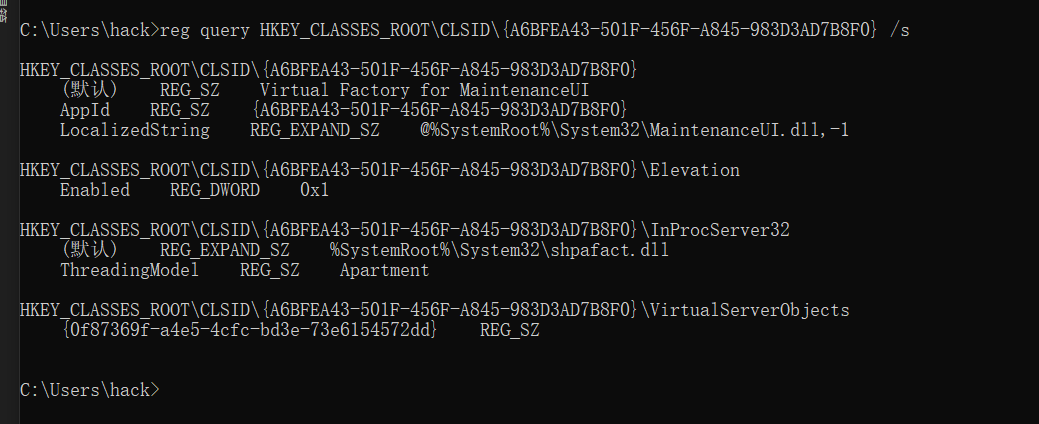 C:\Users\hack>reg query HKEY_CLASSES_ROOT\CLSID\{A6BFEA43-501F-456F-A845-983D3AD7B8F0} /s
HKEY_CLASSES_ROOT\CLSID\{A6BFEA43-501F-456F-A845-983D3AD7B8F0}
(默认)    REG_SZ    Virtual Factory for MaintenanceUI
AppId    REG_SZ    {A6BFEA43-501F-456F-A845-983D3AD7B8F0}
LocalizedString    REG_EXPAND_SZ    @%SystemRoot%\System32\MaintenanceUI.dll,-1
HKEY_CLASSES_ROOT\CLSID\{A6BFEA43-501F-456F-A845-983D3AD7B8F0}\Elevation
Enabled    REG_DWORD    0x1
HKEY_CLASSES_ROOT\CLSID\{A6BFEA43-501F-456F-A845-983D3AD7B8F0}\InProcServer32
(默认)    REG_EXPAND_SZ    %SystemRoot%\System32\shpafact.dll
ThreadingModel    REG_SZ    Apartment
HKEY_CLASSES_ROOT\CLSID\{A6BFEA43-501F-456F-A845-983D3AD7B8F0}\VirtualServerObjects
{0f87369f-a4e5-4cfc-bd3e-73e6154572dd}    REG_SZ
C:\Users\hack>